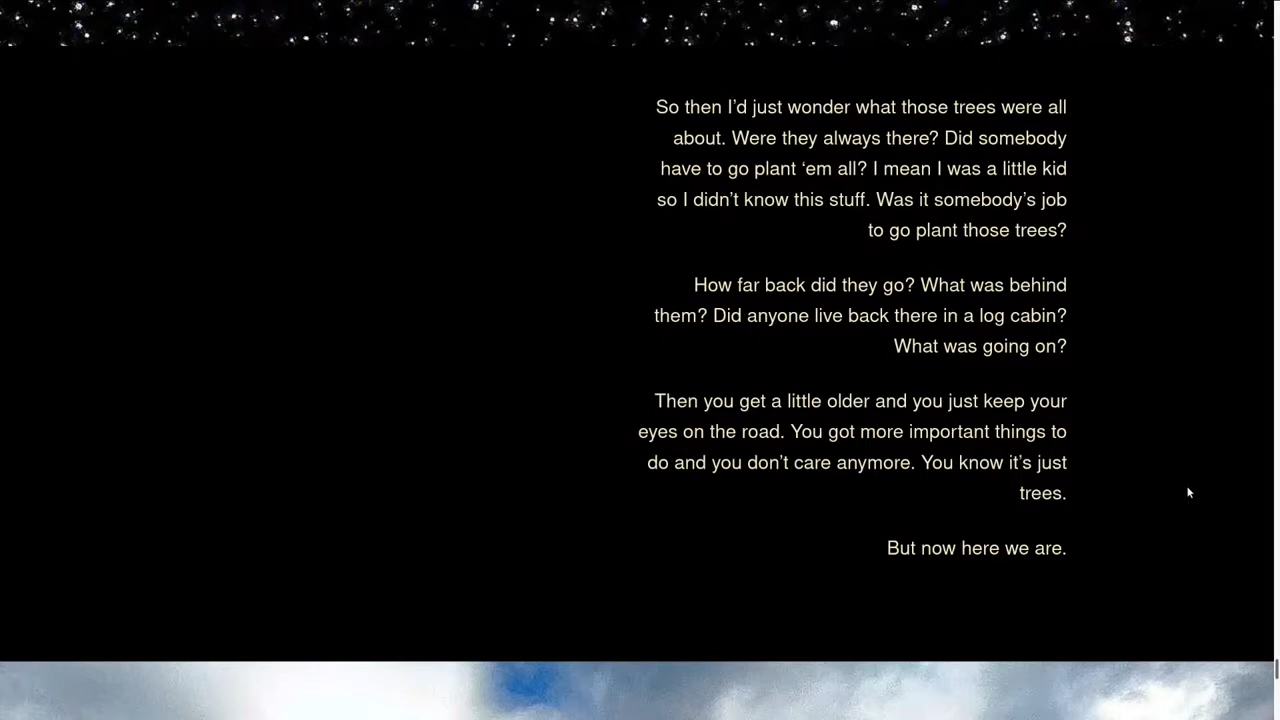 So then I’d just wonder what those trees were all
about. Were they always there? Did somebody
have to go plant ‘em all? I mean I was a little kid
so I didn’t know this stuff. Was it somebody’s job
to go plant those trees?
How far back did they go? What was behind
them? Did anyone live back there in a log cabin?
What was going on?
Then you get a little older and you just keep your
eyes on the road. You got more important things to
do and you don’t care anymore. You know it’s just
trees.
But now here we are.